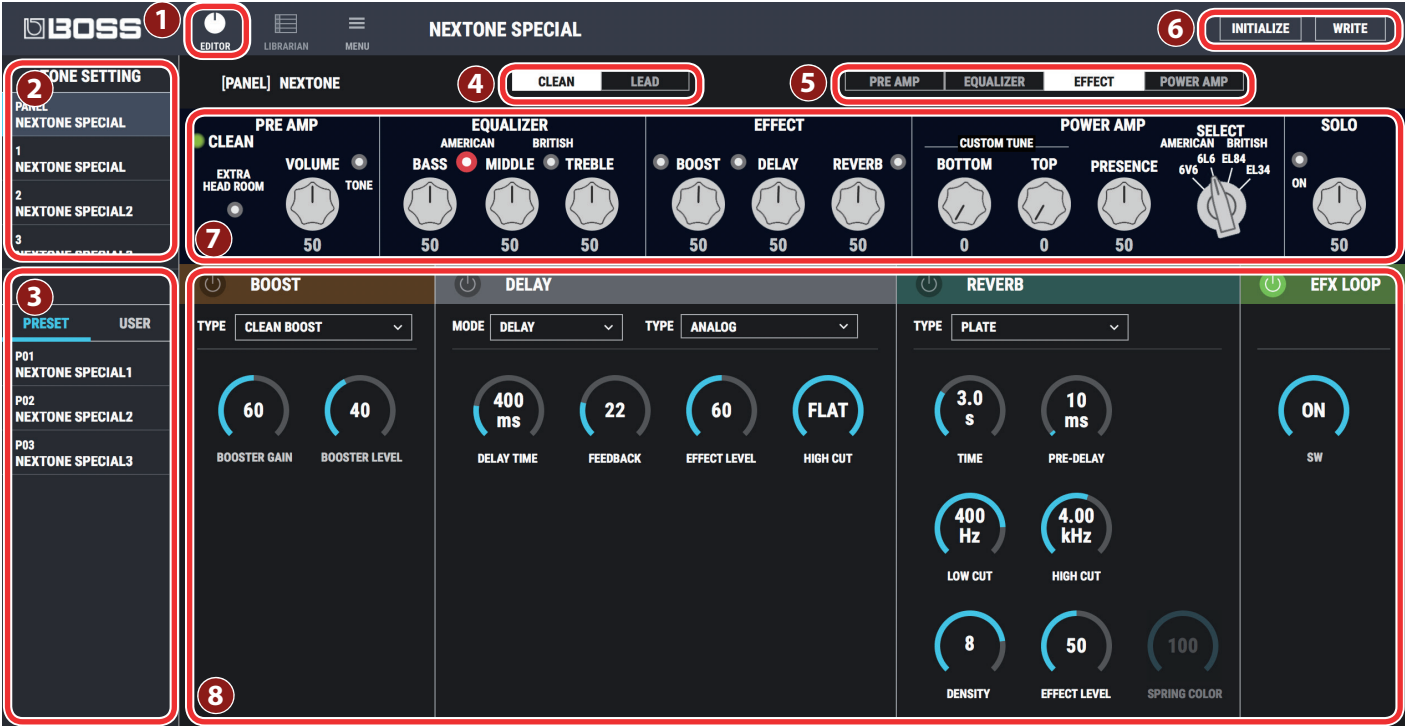 BOSS
1
EDITOR
LIBRARIAN
MENU
NEXTONE SPECIAL
6
INITIALIZE
WRITE
2
TONE SETTING
PANEL
NEXTONE SPECIAL
1
NEXTONE SPECIAL
2
NEXTONE SPECIAL2
3
[PANEL] NEXTONE
4
CLEAN
LEAD
5
PRE AMP
EQUALIZER
EFFECT
POWER AMP
PRE AMP
CLEAN
EXTRA
HEAD ROOM
VOLUME
TONE
50
EQUALIZER
AMERICAN
BRITISH
BASS
MIDDLE
TREBLE
50
50
50
EFFECT
BOOST
DELAY
REVERB
50
50
50
POWER AMP
CUSTOM TUNE
BOTTOM
TOP
PRESENCE
0
0
50
SELECT
AMERICAN
BRITISH
6V6
6L6
EL84
EL34
SOLO
ON
50
7
3
PRESET
USER
P01
NEXTONE SPECIAL1
P02
NEXTONE SPECIAL2
P03
NEXTONE SPECIAL3
BOOST
TYPE
CLEAN BOOST
60
BOOSTER GAIN
40
BOOSTER LEVEL
DELAY
MODE
DELAY
TYPE
ANALOG
400
ms
DELAY TIME
22
FEEDBACK
60
EFFECT LEVEL
FLAT
HIGH CUT
REVERB
TYPE
PLATE
3.0
s
TIME
10
ms
PRE-DELAY
400
Hz
LOW CUT
4.00
kHz
HIGH CUT
8
DENSITY
50
EFFECT LEVEL
100
SPRING COLOR
EFX LOOP
ON
SW
8